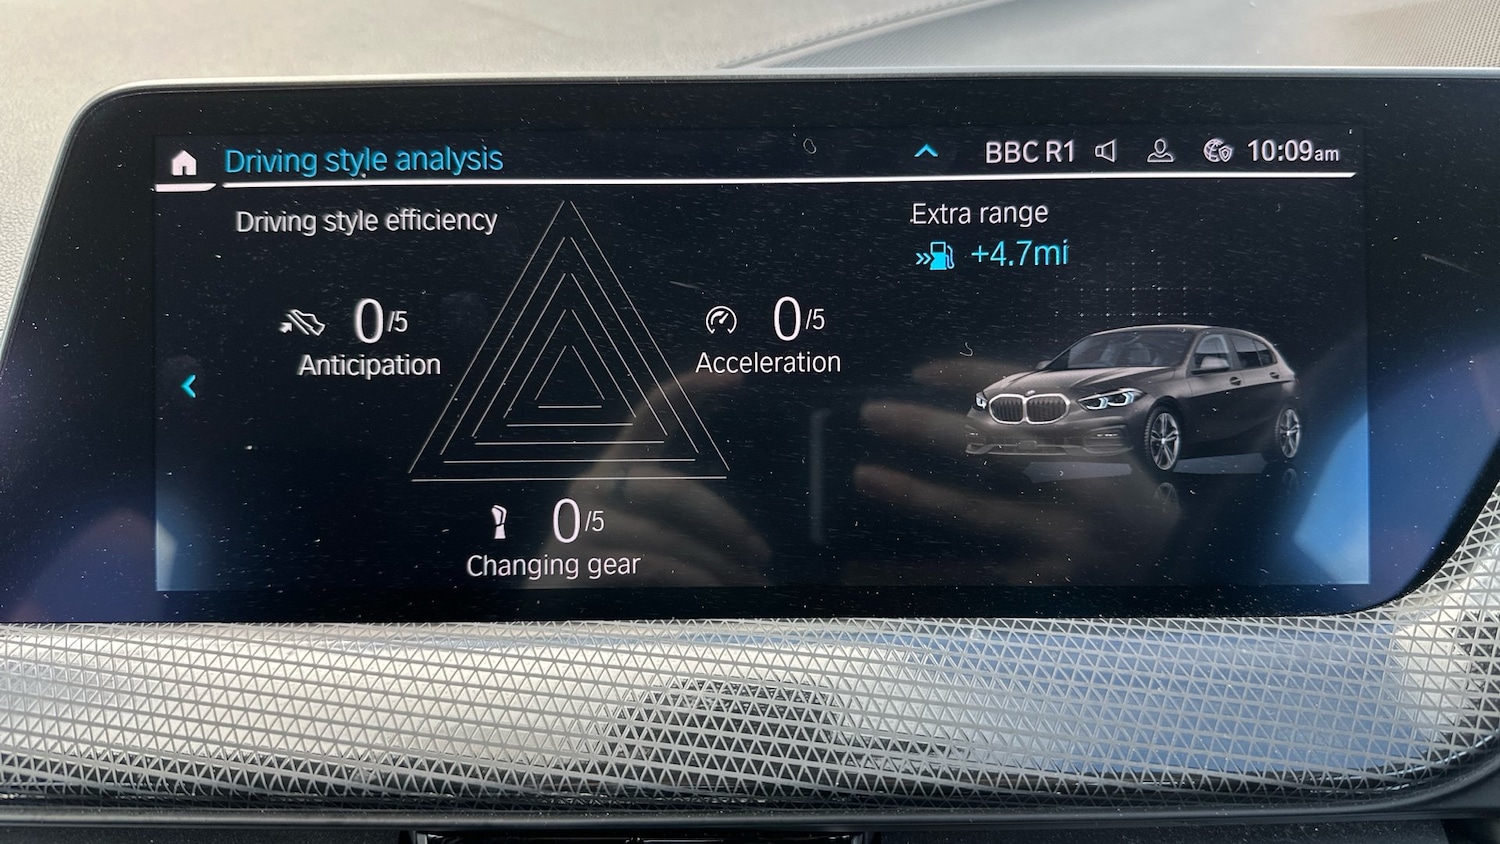 Driving style analysis
BBC R1
10:09am
Driving style efficiency
Extra range
+4.7mi
0/5
Anticipation
0/5
Acceleration
0/5
Changing gear